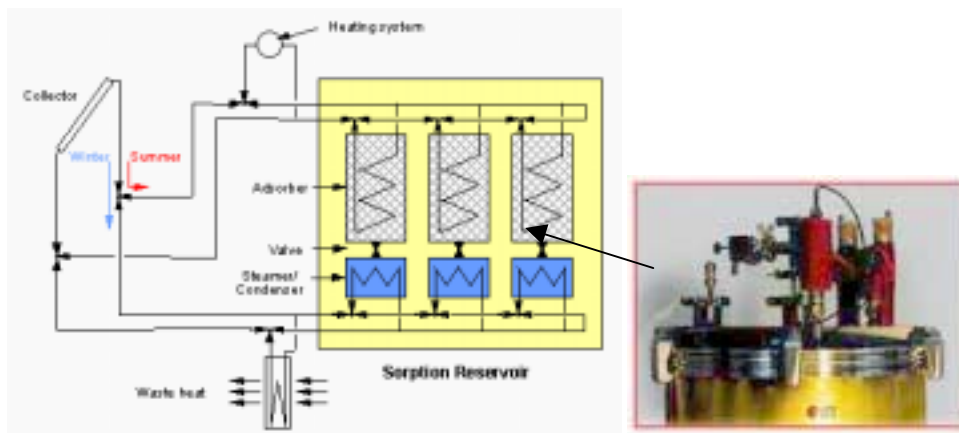 Heating system
Collector
Winter
Summer
Adsorber
Valve
Steamer/
Condenser
Waste heat
Sorption Reservoir